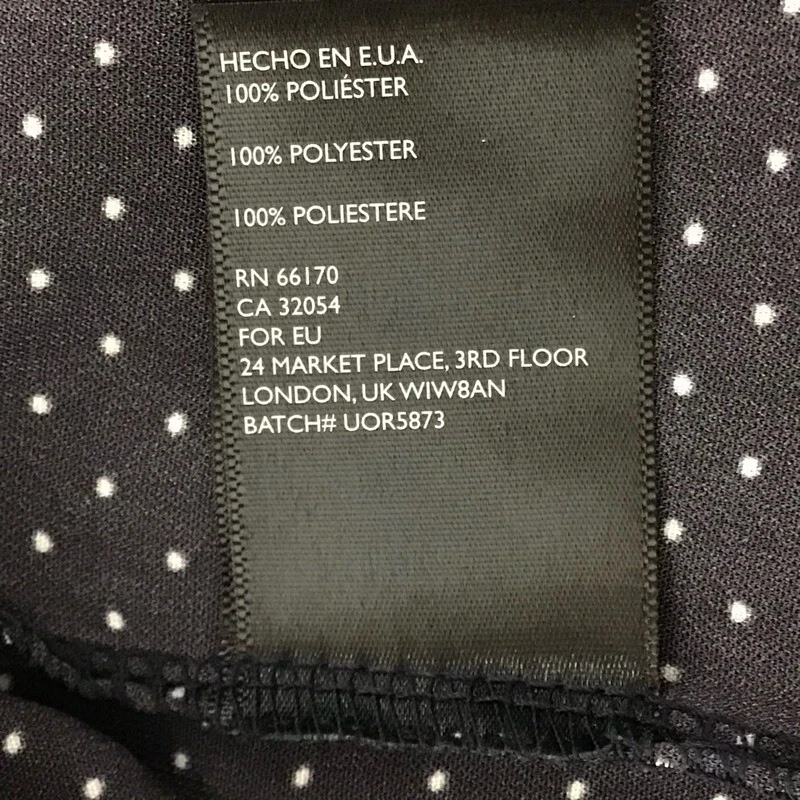 HECHO EN E.U.A.
100% POLIÉSTER
100% POLYESTER
100% POLIESTERE
RN 66170
CA 32054
FOR EU
24 MARKET PLACE, 3RD FLOOR
LONDON, UK WIW8AN
BATCH# UOR5873